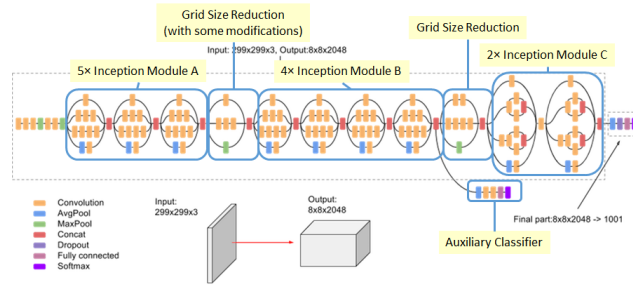 Grid Size Reduction
(with some modifications)
Grid Size Reduction
Input: 299x299x3, Output:8x8x2048
5× Inception Module A
4× Inception Module B
2× Inception Module C
Convolution
AvgPool
MaxPool
Concat
Dropout
Fully connected
Softmax
Input:
299x299x3
Output:
8x8x2048
Auxiliary Classifier
Final part:8x8x2048 -> 1001